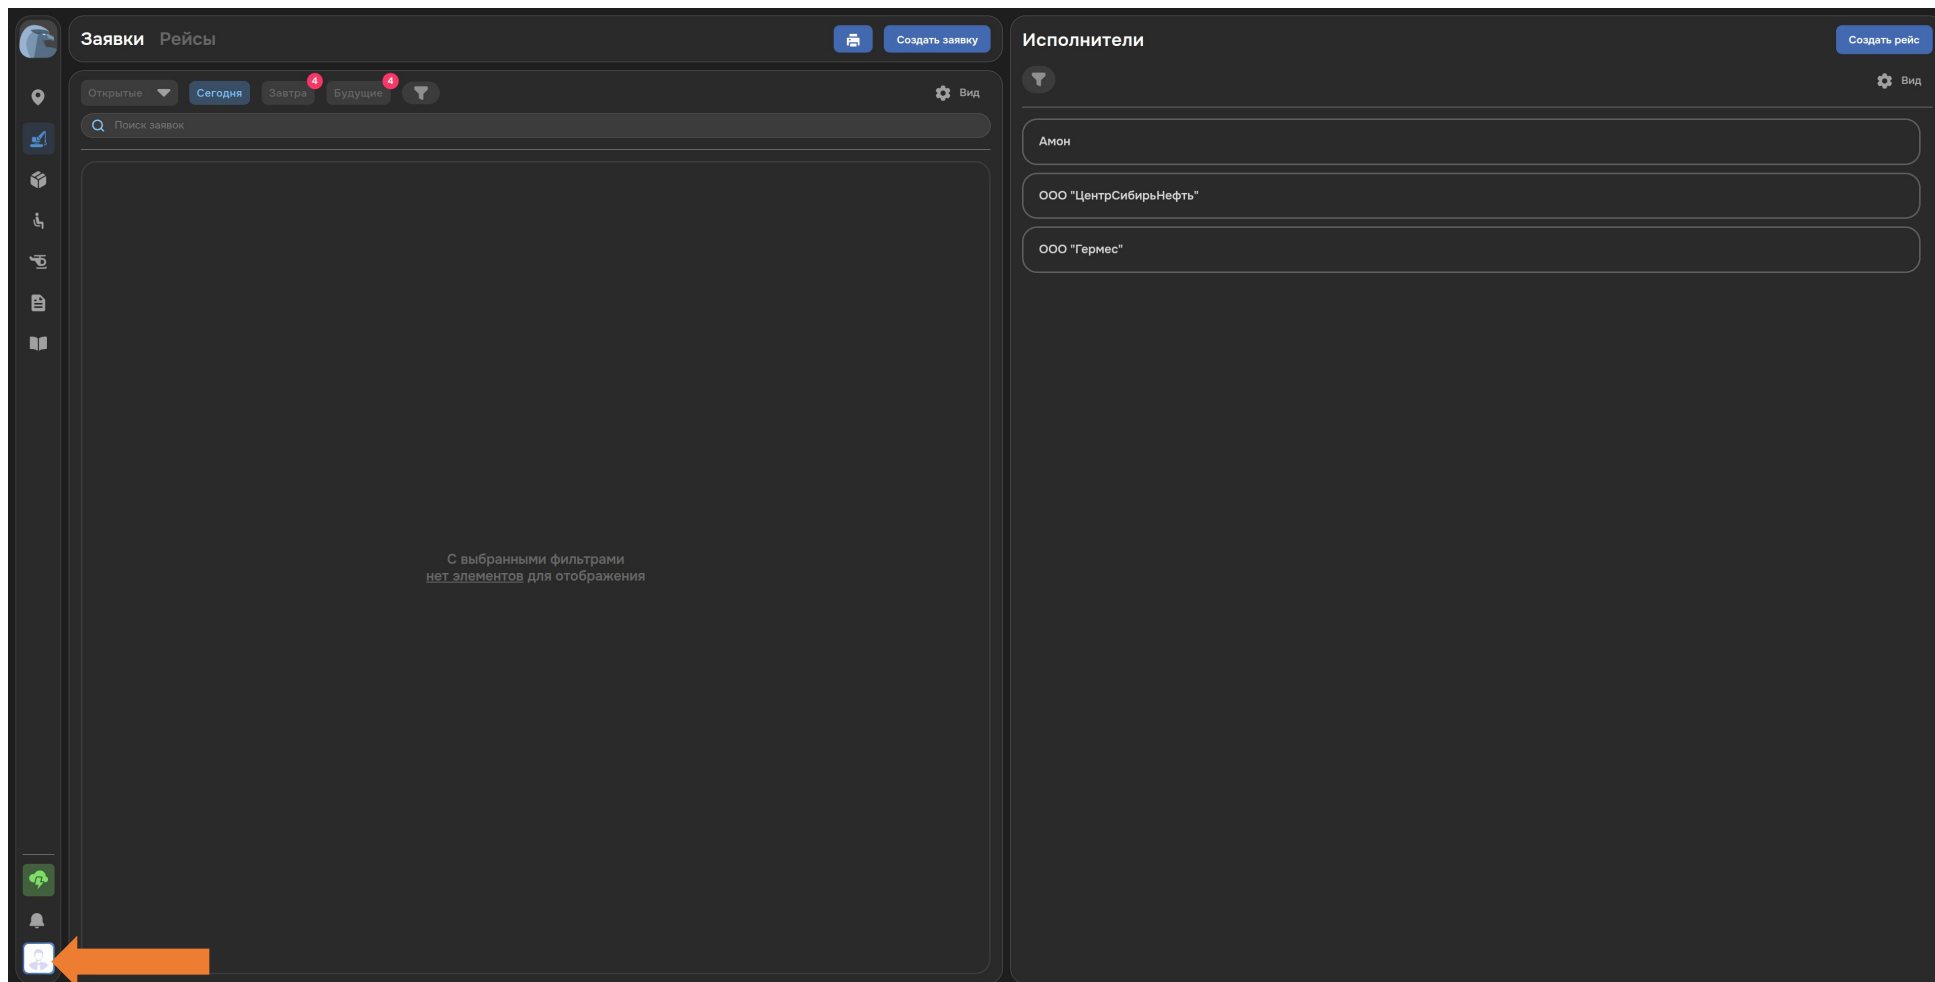 Заявки Рейсы
Создать заявку
Открытые Сегодня Завтра 4 Будущие 4
Вид
Поиск заявок
С выбранными фильтрами
нет элементов для отображения
Исполнители
Создать рейс
Вид
Амон
ООО "ЦентрСибирьНефть"
ООО "Гермес"